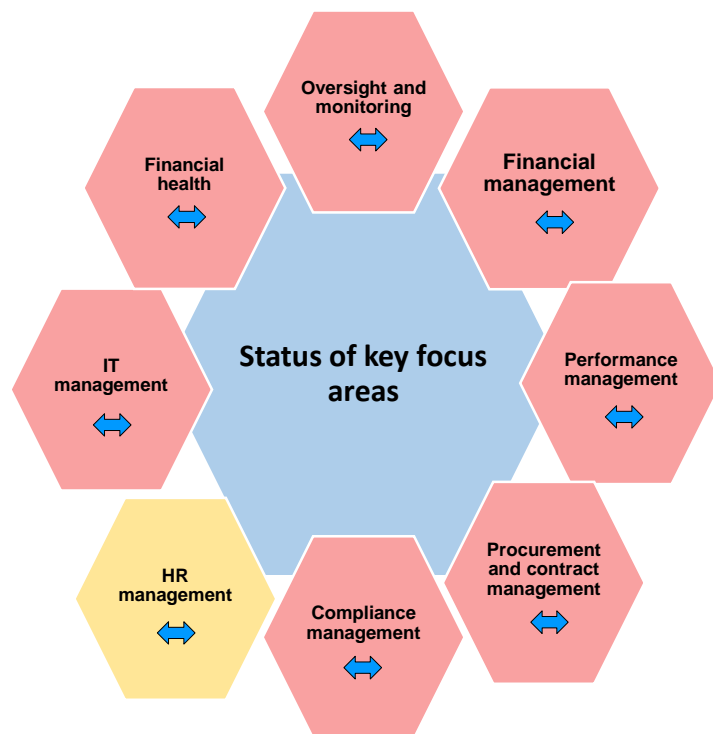 Oversight and
monitoring
Financial
management
Performance
management
Procurement
and contract
management
Compliance
management
HR
management
IT
management
Financial
health
Status of key focus
areas